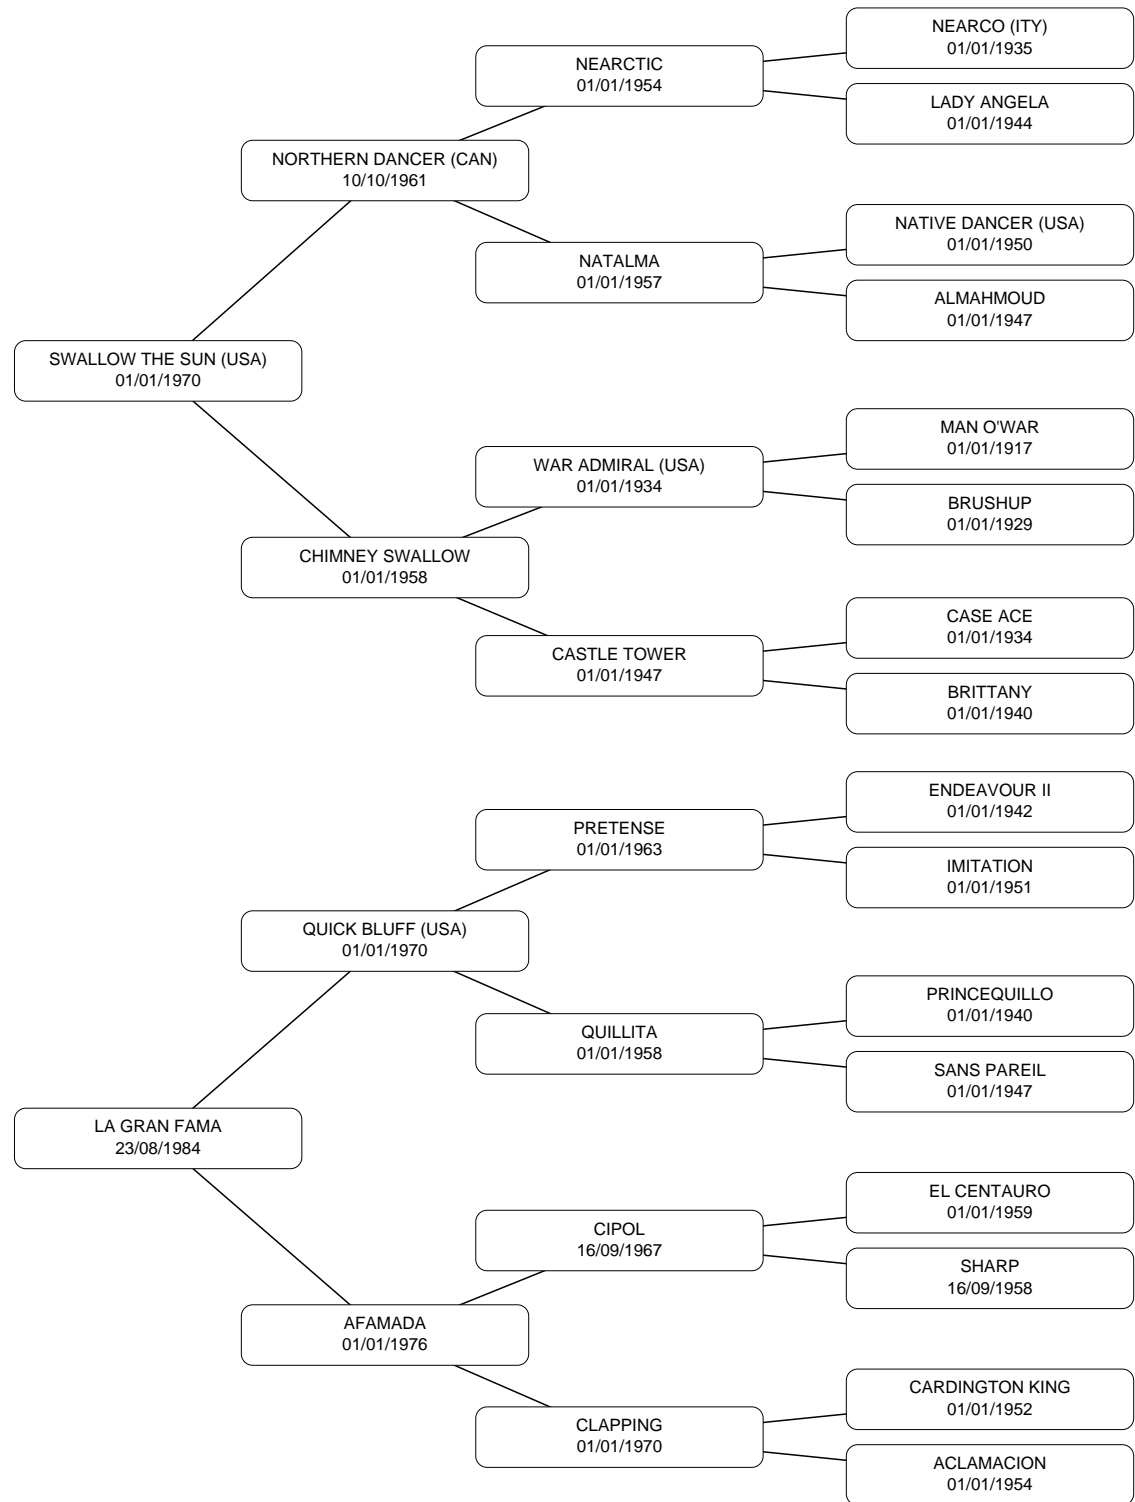 NEARCO (ITY)
01/01/1935
NEARCTIC
01/01/1954
LADY ANGELA
01/01/1944
NORTHERN DANCER (CAN)
10/10/1961
NATIVE DANCER (USA)
01/01/1950
NATALMA
01/01/1957
ALMAHMOUD
01/01/1947
SWALLOW THE SUN (USA)
01/01/1970
MAN O'WAR
01/01/1917
WAR ADMIRAL (USA)
01/01/1934
BRUSHUP
01/01/1929
CHIMNEY SWALLOW
01/01/1958
CASE ACE
01/01/1934
CASTLE TOWER
01/01/1947
BRITTANY
01/01/1940
ENDEAVOUR II
01/01/1942
PRETENSE
01/01/1963
IMITATION
01/01/1951
QUICK BLUFF (USA)
01/01/1970
PRINCEQUILLO
01/01/1940
QUILLITA
01/01/1958
SANS PAREIL
01/01/1947
LA GRAN FAMA
23/08/1984
EL CENTAURO
01/01/1959
CIPOL
16/09/1967
SHARP
16/09/1958
AFAMADA
01/01/1976
CARDINGTON KING
01/01/1952
CLAPPING
01/01/1970
ACLAMACION
01/01/1954